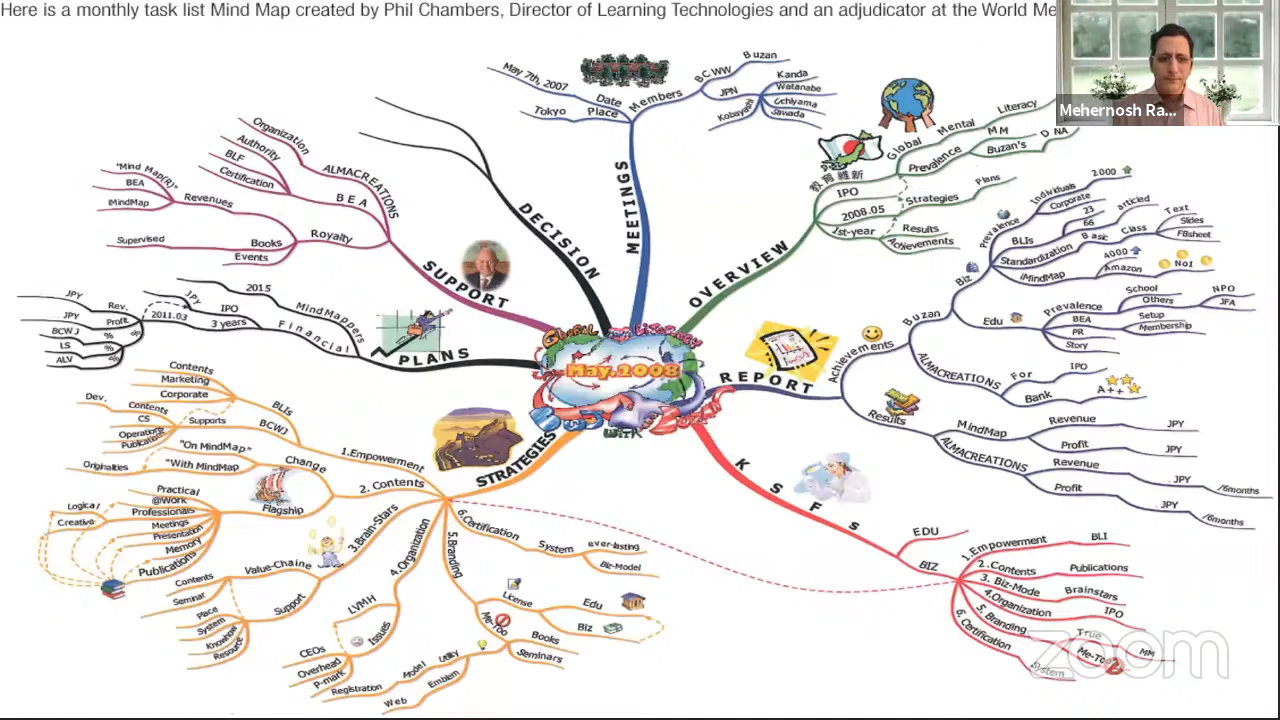 Here is a monthly task list Mind Map created by Phil Chambers, Director of Learning Technologies and an adjudicator at the World Me
Mehernosh Ra...
Global Literacy
May.2008
with
MEETINGS
Date
May 7th, 2007
Place
Tokyo
Members
BCWW
Buzan
JPN
Kanda
Watanabe
Uchiyama
Sawada
Kobayashi
OVERVIEW
教育維新
Global
Mental
Literacy
Prevalence
MM
Buzan's
DNA
IPO
2008.05
1st-year
Strategies
Plans
Results
Achievements
REPORT
Achievements
Buzan
Biz
Prevalence
Individuals
2000
Corporate
23
BLIs
66
articled
Standardization
Basic
Class
Text
Slides
FBsheet
iMindMap
4000
Amazon
No1
Edu
Prevalence
School
Others
NPO
JFA
BEA
Setup
Membership
PR
Story
ALMACREATIONS
For
IPO
Bank
A++
Results
MindMap
Revenue
JPY
Profit
JPY
ALMACREATIONS
Revenue
JPY
/6months
Profit
JPY
/6months
KSFs
EDU
BIZ
1.Empowerment
BLI
2.Contents
Publications
3. Biz-Mode
Brainstars
4.Organization
IPO
5. Branding
True
MM
Me-Too
6. Certification
System
zoom
STRATEGIES
1.Empowerment
BCWJ
BLIs
Contents
Marketing
Corporate
Supports
Dev.
Contents
CS
Operations
Publications
2. Contents
Change
"On MindMap"
"With MindMap
Originalities
Flagship
Practical
@Work
Professionals
Logical
Creative
Meetings
Presentation
Memory
Publications
3.Brain-Stars
Value-Chaine
Contents
Seminar
Support
Place
System
Knowhow
Resource
4.Organization
LVMH
Issues
CEOs
Overhead
P-mark
5.Branding
License
Edu
Biz
Me-Too
Books
Seminars
Utility
Model
Registration
Emblem
Web
6.Certification
System
ever-lasting
Biz-Model
PLANS
MindMappers
2015
Financial
IPO
JPY
3 years
2011.03
Rev.
JPY
Profit
JPY
%
BCWJ
%
LS
%
ALV
SUPPORT
ALMACREATIONS
Organization
BEA
Authority
BLF
Certification
Royalty
Revenues
"Mind Map(R)"
BEA
iMindMap
Books
Supervised
Events
DECISION